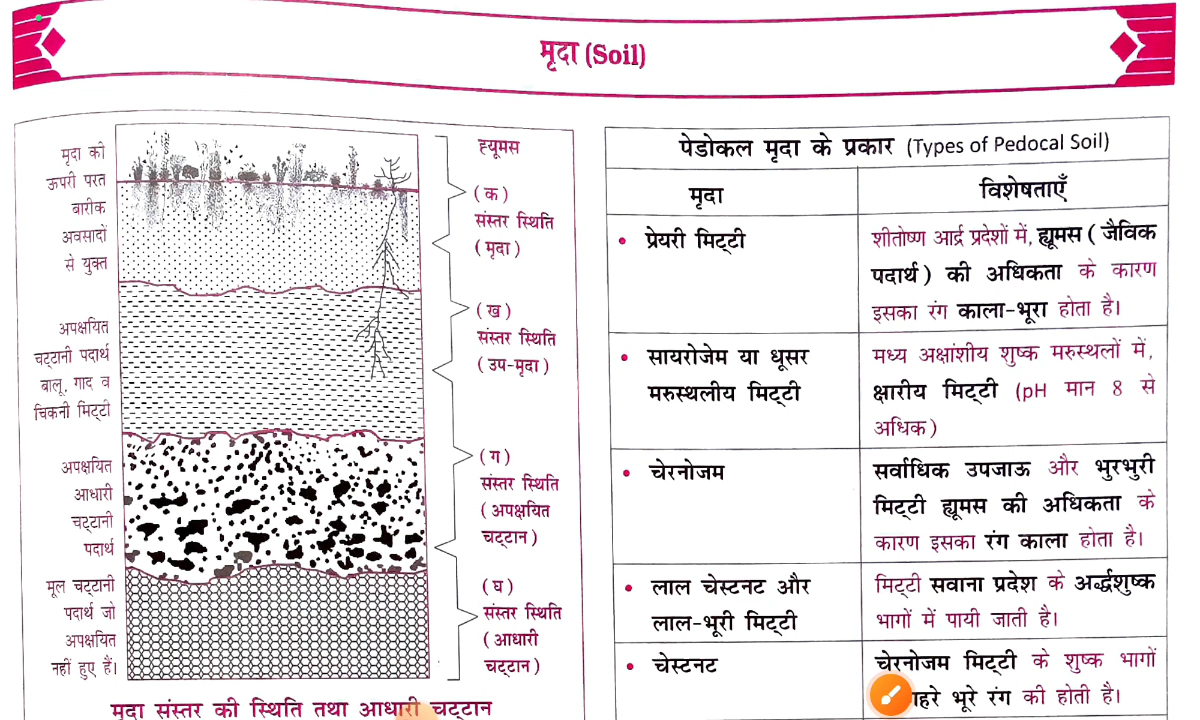 मृदा (Soil)
मृदा की
ऊपरी परत
बारीक
अवसादों
से युक्त
अपक्षयित
चट्टानी पदार्थ
बालू, गाद व
चिकनी मिट्टी
अपक्षयित
आधारी
चट्टानी
पदार्थ
मूल चट्टानी
पदार्थ जो
अपक्षयित
नहीं हुए हैं।
ह्यूमस
(क)
संस्तर स्थिति
(मृदा)
(ख)
संस्तर स्थिति
(उप-मृदा)
(ग)
संस्तर स्थिति
(अपक्षयित
चट्टान)
(घ)
संस्तर स्थिति
(आधारी
चट्टान)
मृदा संस्तर की स्थिति तथा आधारी चट्टान
पेडोकल मृदा के प्रकार (Types of Pedocal Soil)
मृदा
विशेषताएँ
• प्रेयरी मिट्टी
शीतोष्ण आर्द्र प्रदेशों में, ह्यूमस (जैविक
पदार्थ) की अधिकता के कारण
इसका रंग काला-भूरा होता है।
• सायरोजेम या धूसर
मरुस्थलीय मिट्टी
मध्य अक्षांशीय शुष्क मरुस्थलों में,
क्षारीय मिट्टी (pH मान 8 से
अधिक)
• चेरनोजम
सर्वाधिक उपजाऊ और भुरभुरी
मिट्टी ह्यूमस की अधिकता के
कारण इसका रंग काला होता है।
• लाल चेस्टनट और
लाल-भूरी मिट्टी
मिट्टी सवाना प्रदेश के अर्द्धशुष्क
भागों में पायी जाती है।
• चेस्टनट
चेरनोजम मिट्टी के शुष्क भागों
भूरे रंग की होती है।